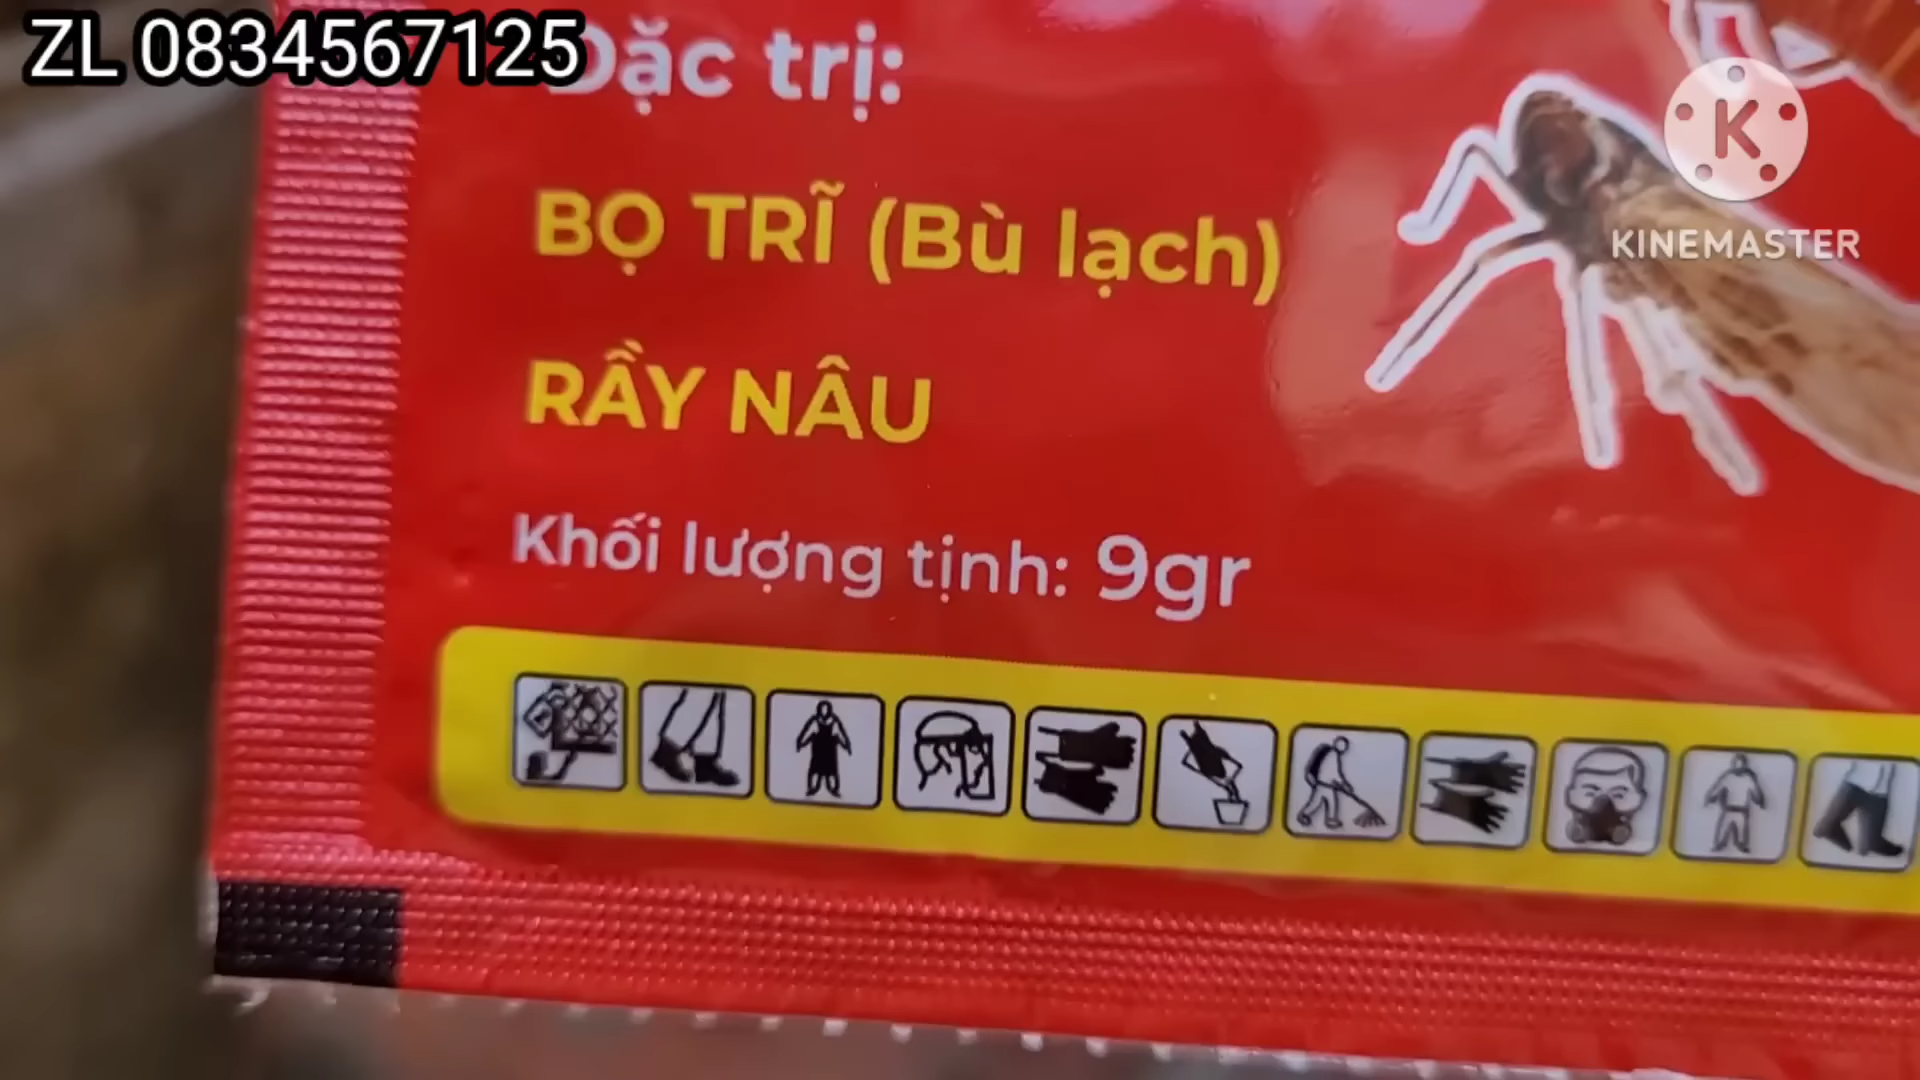 ZL 0834567125
Đặc trị:
K
KINEMASTER
BỌ TRĨ (Bù lạch)
RẦY NÂU
Khối lượng tịnh: 9gr